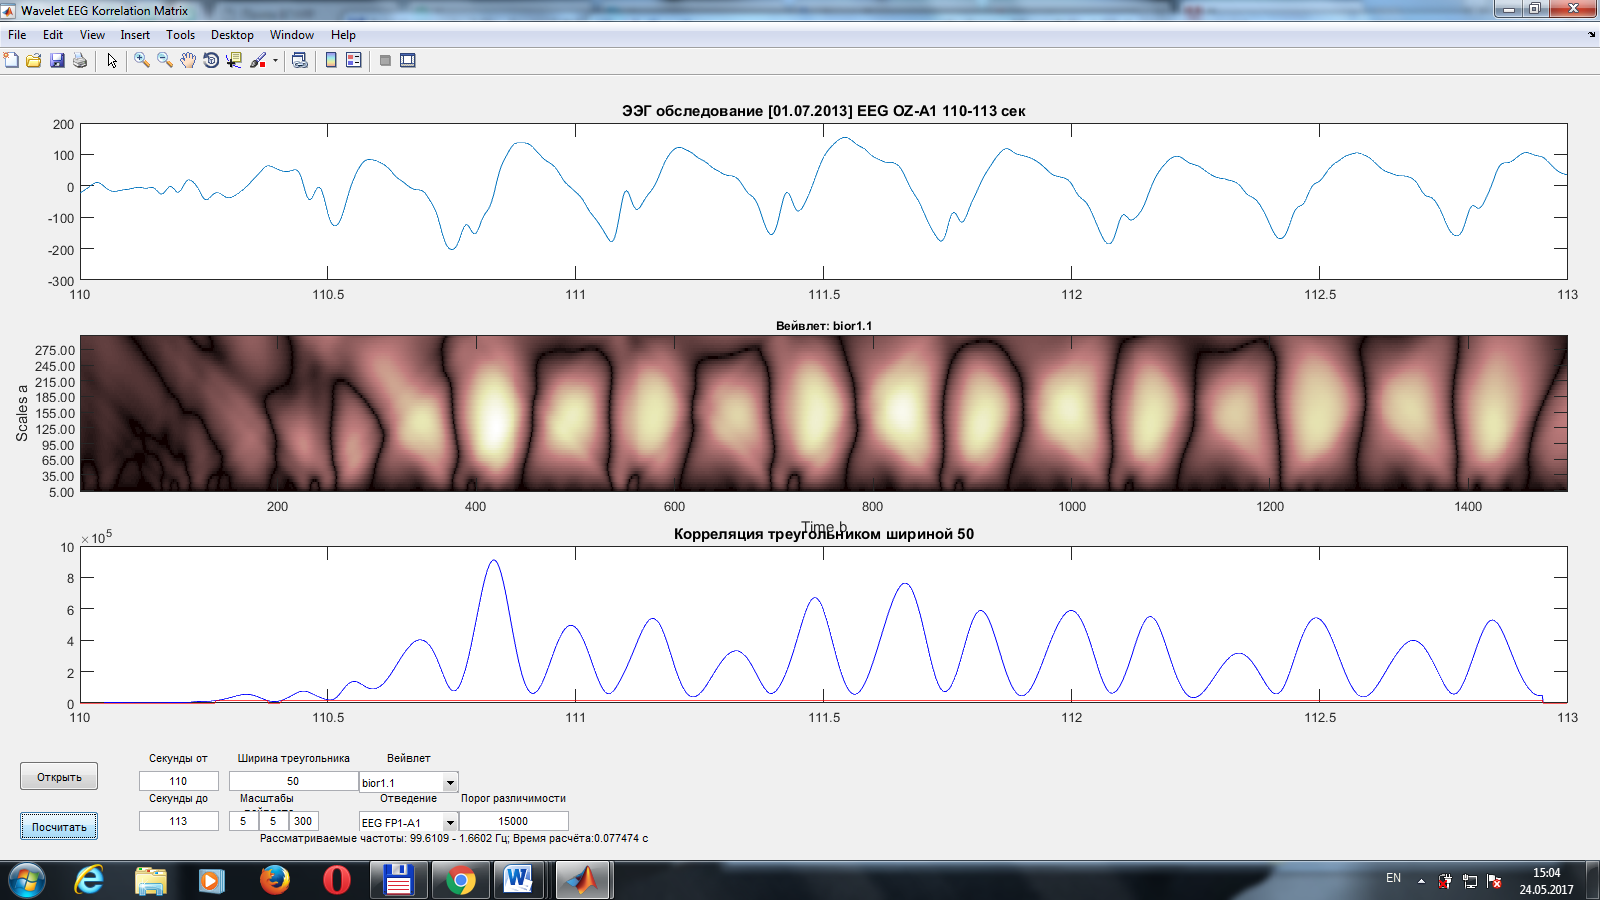 Wavelet EEG Korrelation Matrix
File Edit View Insert Tools Desktop Window Help
ЭЭГ обследование [01.07.2013] EEG OZ-A1 110-113 сек
200
100
0
-100
-200
-300
110 110.5 111 111.5 112 112.5 113
Вейвлет: bior1.1
275.00
245.00
215.00
185.00
155.00
125.00
95.00
65.00
35.00
5.00
Scales a
200 400 600 800 1000 1200 1400
Time b
Корреляция треугольником шириной 50
×10^5
10
8
6
4
2
0
110 110.5 111 111.5 112 112.5 113
Секунды от Ширина треугольника Вейвлет
Открыть 110 50 bior1.1
Секунды до Масштабы Отведение Порог различимости
Посчитать 113 5 5 300 EEG FP1-A1 15000
Рассматриваемые частоты: 99.6109 - 1.6602 Гц; Время расчёта:0.077474 с
EN
15:04
24.05.2017